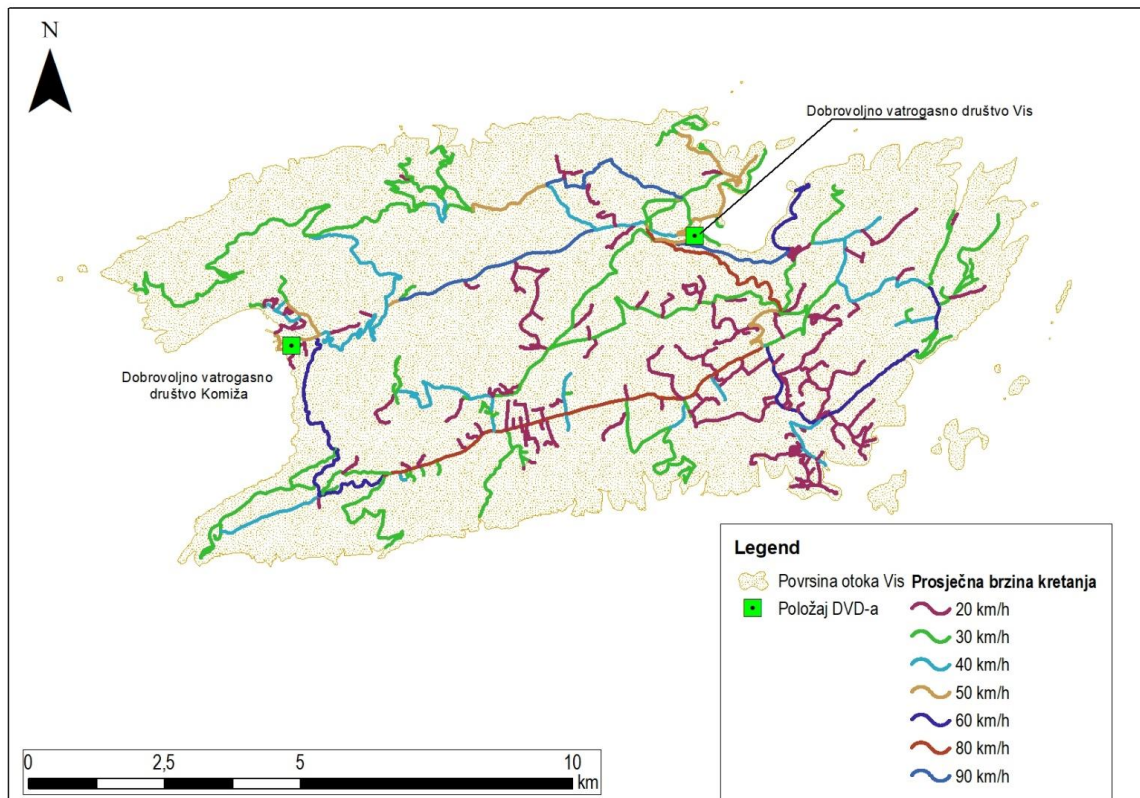 N
Dobrovoljno vatrogasno društvo Vis
Dobrovoljno vatrogasno
društvo Komiža
Legend
Povrsina otoka Vis
Položaj DVD-a
Prosječna brzina kretanja
20 km/h
30 km/h
40 km/h
50 km/h
60 km/h
80 km/h
90 km/h
0 2,5 5 10
km